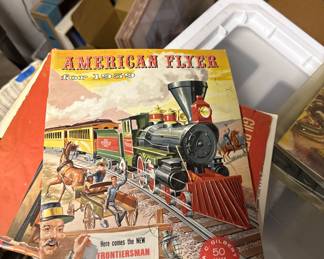 AMERICAN FLYER
for 1959
Here comes the NEW
FRONTIERSMAN
C GILBERT
50